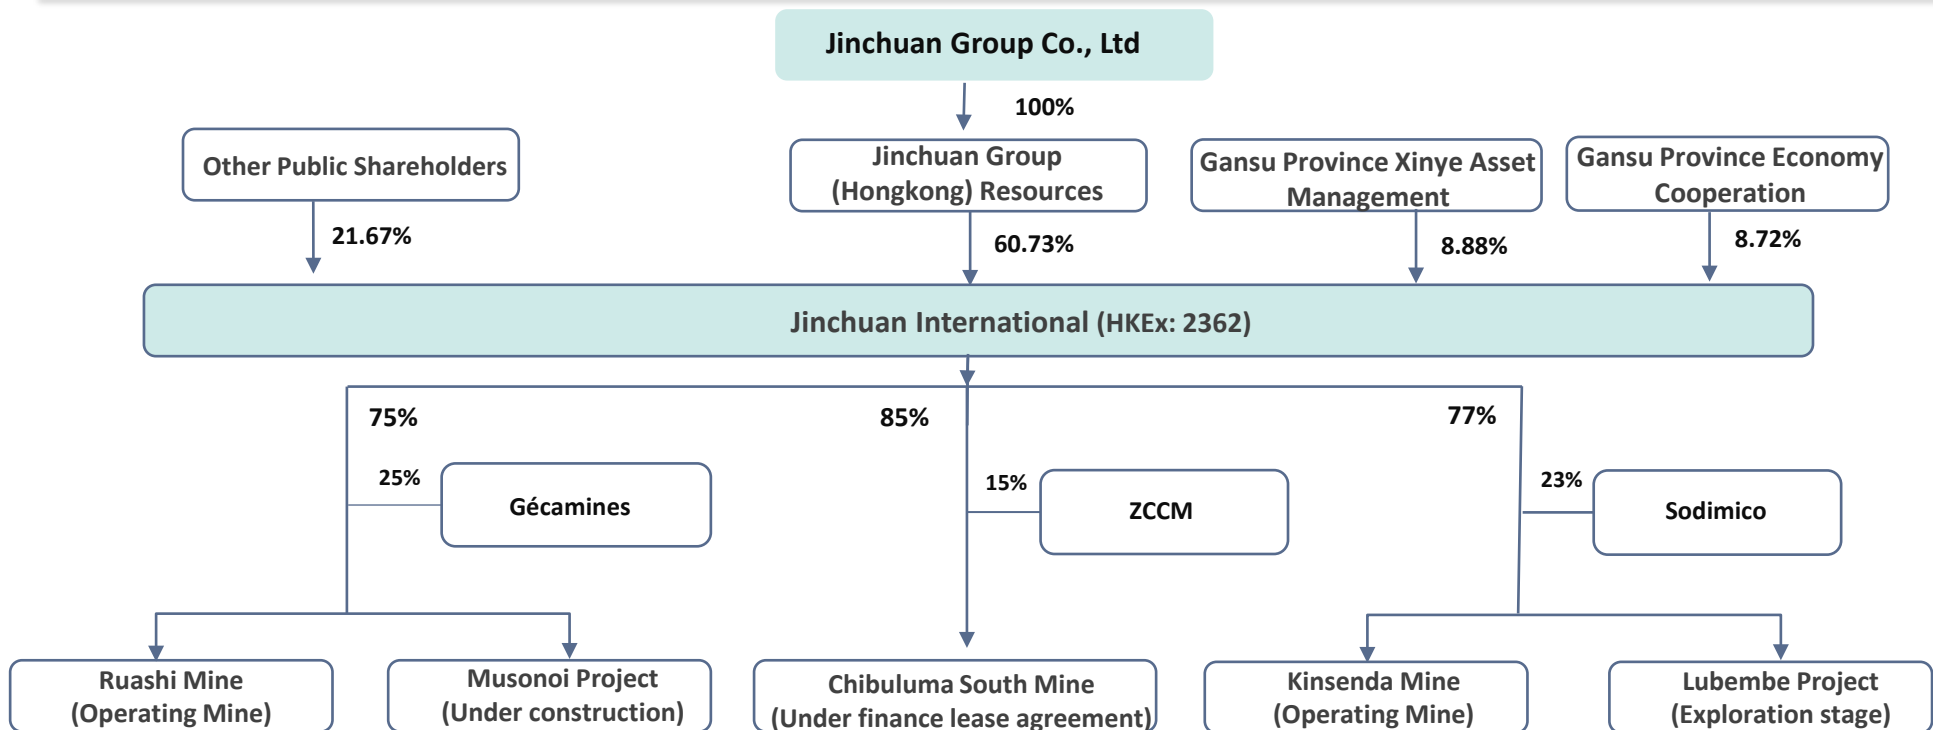 Jinchuan Group Co., Ltd
100%
Other Public Shareholders
Jinchuan Group
(Hongkong) Resources
Gansu Province Xinye Asset
Management
Gansu Province Economy
Cooperation
21.67%
60.73%
8.88%
8.72%
Jinchuan International (HKEx: 2362)
75%
85%
77%
25%
Gécamines
15%
ZCCM
23%
Sodimico
Ruashi Mine
(Operating Mine)
Musonoi Project
(Under construction)
Chibuluma South Mine
(Under finance lease agreement)
Kinsenda Mine
(Operating Mine)
Lubembe Project
(Exploration stage)